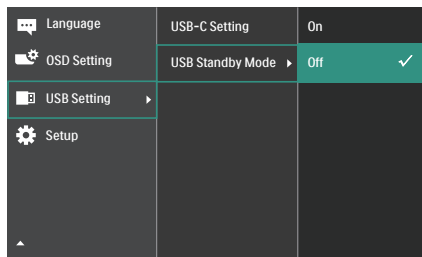 Language
OSD Setting
USB Setting
Setup
USB-C Setting
USB Standby Mode
On
Off